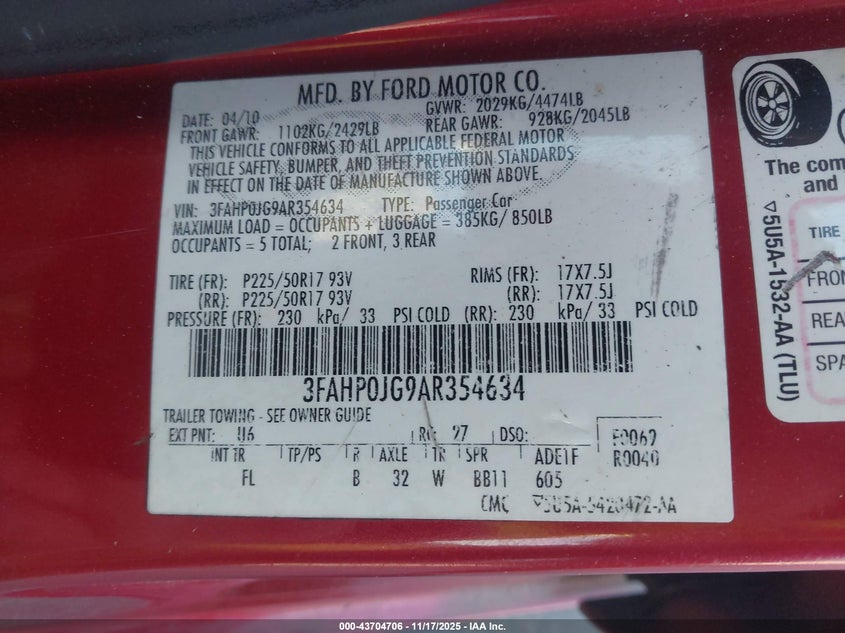 MFD. BY FORD MOTOR CO.
DATE: 04/10 GVWR: 2029KG/4474LB
FRONT GAWR: 1102KG/2429LB REAR GAWR: 928KG/2045LB
THIS VEHICLE CONFORMS TO ALL APPLICABLE FEDERAL MOTOR
VEHICLE SAFETY, BUMPER, AND THEFT PREVENTION STANDARDS
IN EFFECT ON THE DATE OF MANUFACTURE SHOWN ABOVE.
VIN: 3FAHP0JG9AR354634 TYPE: Passenger Car
MAXIMUM LOAD = OCCUPANTS + LUGGAGE = 385KG/ 850LB
OCCUPANTS = 5 TOTAL; 2 FRONT, 3 REAR
TIRE (FR): P225/50R17 93V RIMS (FR): 17X7.5J
(RR): P225/50R17 93V (RR): 17X7.5J
PRESSURE (FR): 230 kPa/ 33 PSI COLD (RR): 230 kPa/ 33 PSI COLD
3FAHP0JG9AR354634
TRAILER TOWING - SEE OWNER GUIDE
EXT PNT: U6 RC: 27 DSO: F0062
INT TR TP/PS R AXLE TR SPR ADE1F R0040
FL B 32 W BB11 605
CMC ▽5U5A-5420472-AA
The com
and
▽5U5A-1532-AA (TLU)
TIRE
FRON
REA
SPA
000-43704706 - 11/17/2025 - IAA Inc.